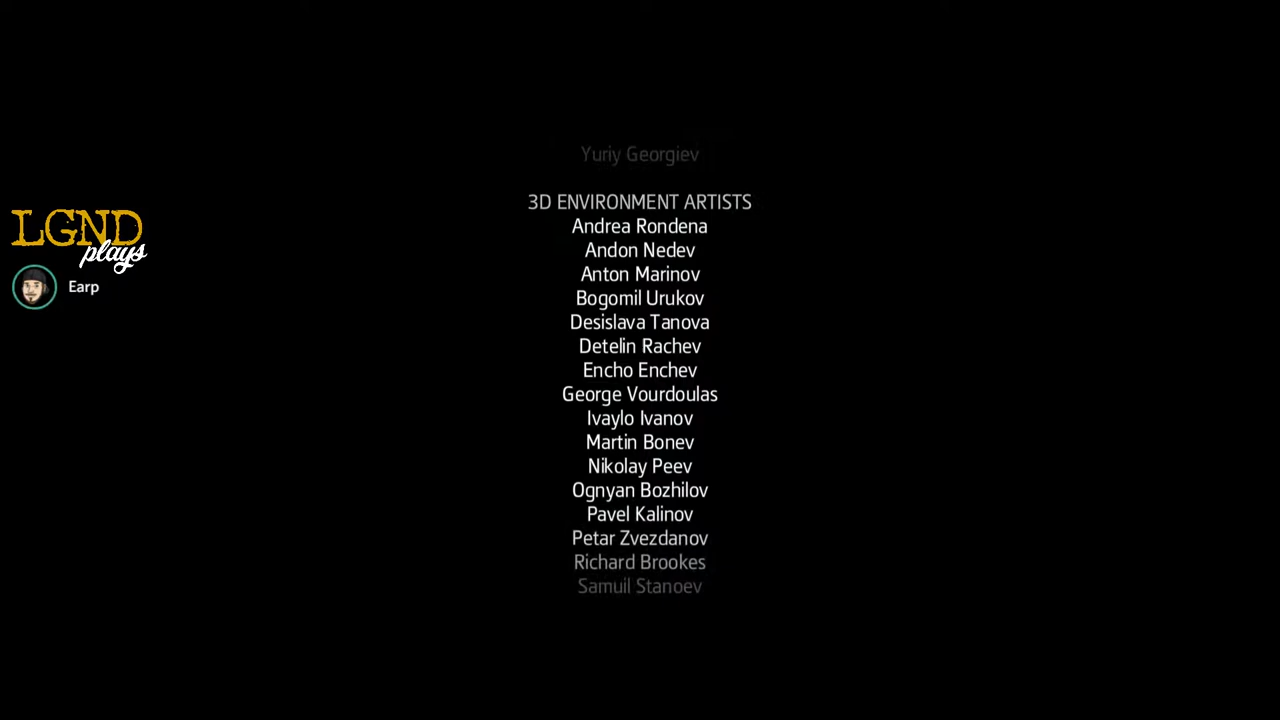 Yuriy Georgiev
3D ENVIRONMENT ARTISTS
Andrea Rondena
Andon Nedev
Anton Marinov
Bogomil Urukov
Desislava Tanova
Detelin Rachev
Encho Enchev
George Vourdoulas
Ivaylo Ivanov
Martin Bonev
Nikolay Peev
Ognyan Bozhilov
Pavel Kalinov
Petar Zvezdanov
Richard Brookes
Samuil Stanoev
LGND
plays
Earp